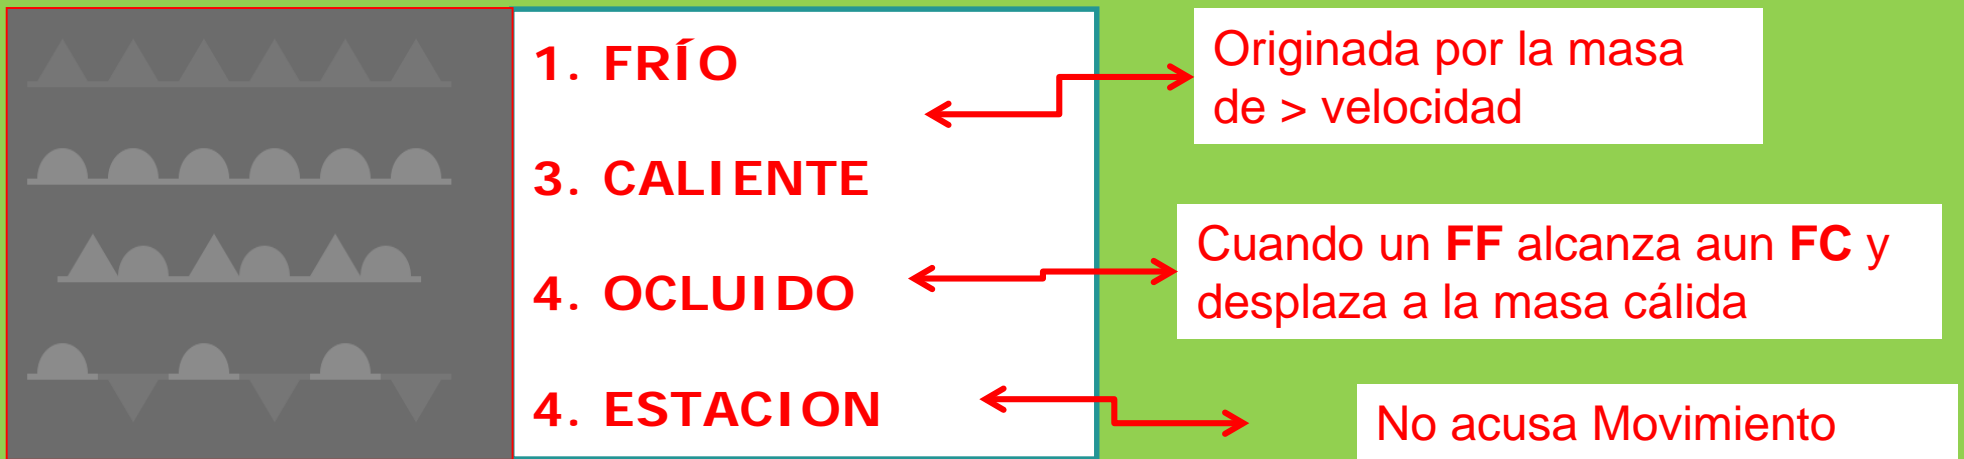 1. FRÍO
3. CALIENTE
4. OCLUIDO
4. ESTACION
Originada por la masa
de > velocidad
Cuando un FF alcanza aun FC y
desplaza a la masa cálida
No acusa Movimiento